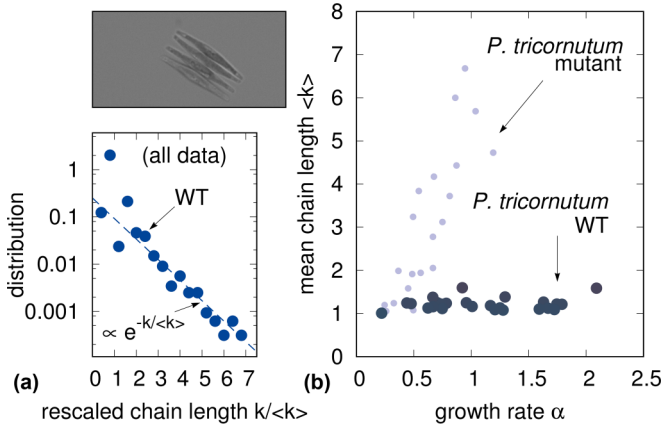 (all data)
WT
1
0.1
0.01
0.001
distribution
∝ e-k/<k>
0 1 2 3 4 5 6 7
(a) rescaled chain length k/<k>
8
7
6
5
4
3
2
1
0
mean chain length <k>
P. tricornutum
mutant
P. tricornutum
WT
0 0.5 1 1.5 2 2.5
(b) growth rate α